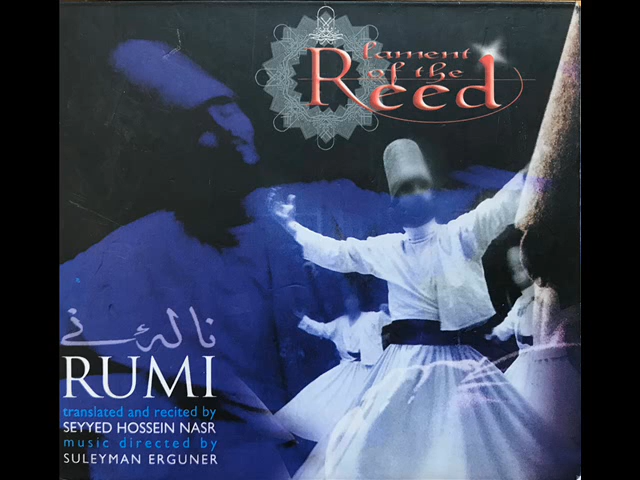 lament
of the
Reed
نالهٔ نی
RUMI
translated and recited by
SEYYED HOSSEIN NASR
music directed by
SULEYMAN ERGUNER